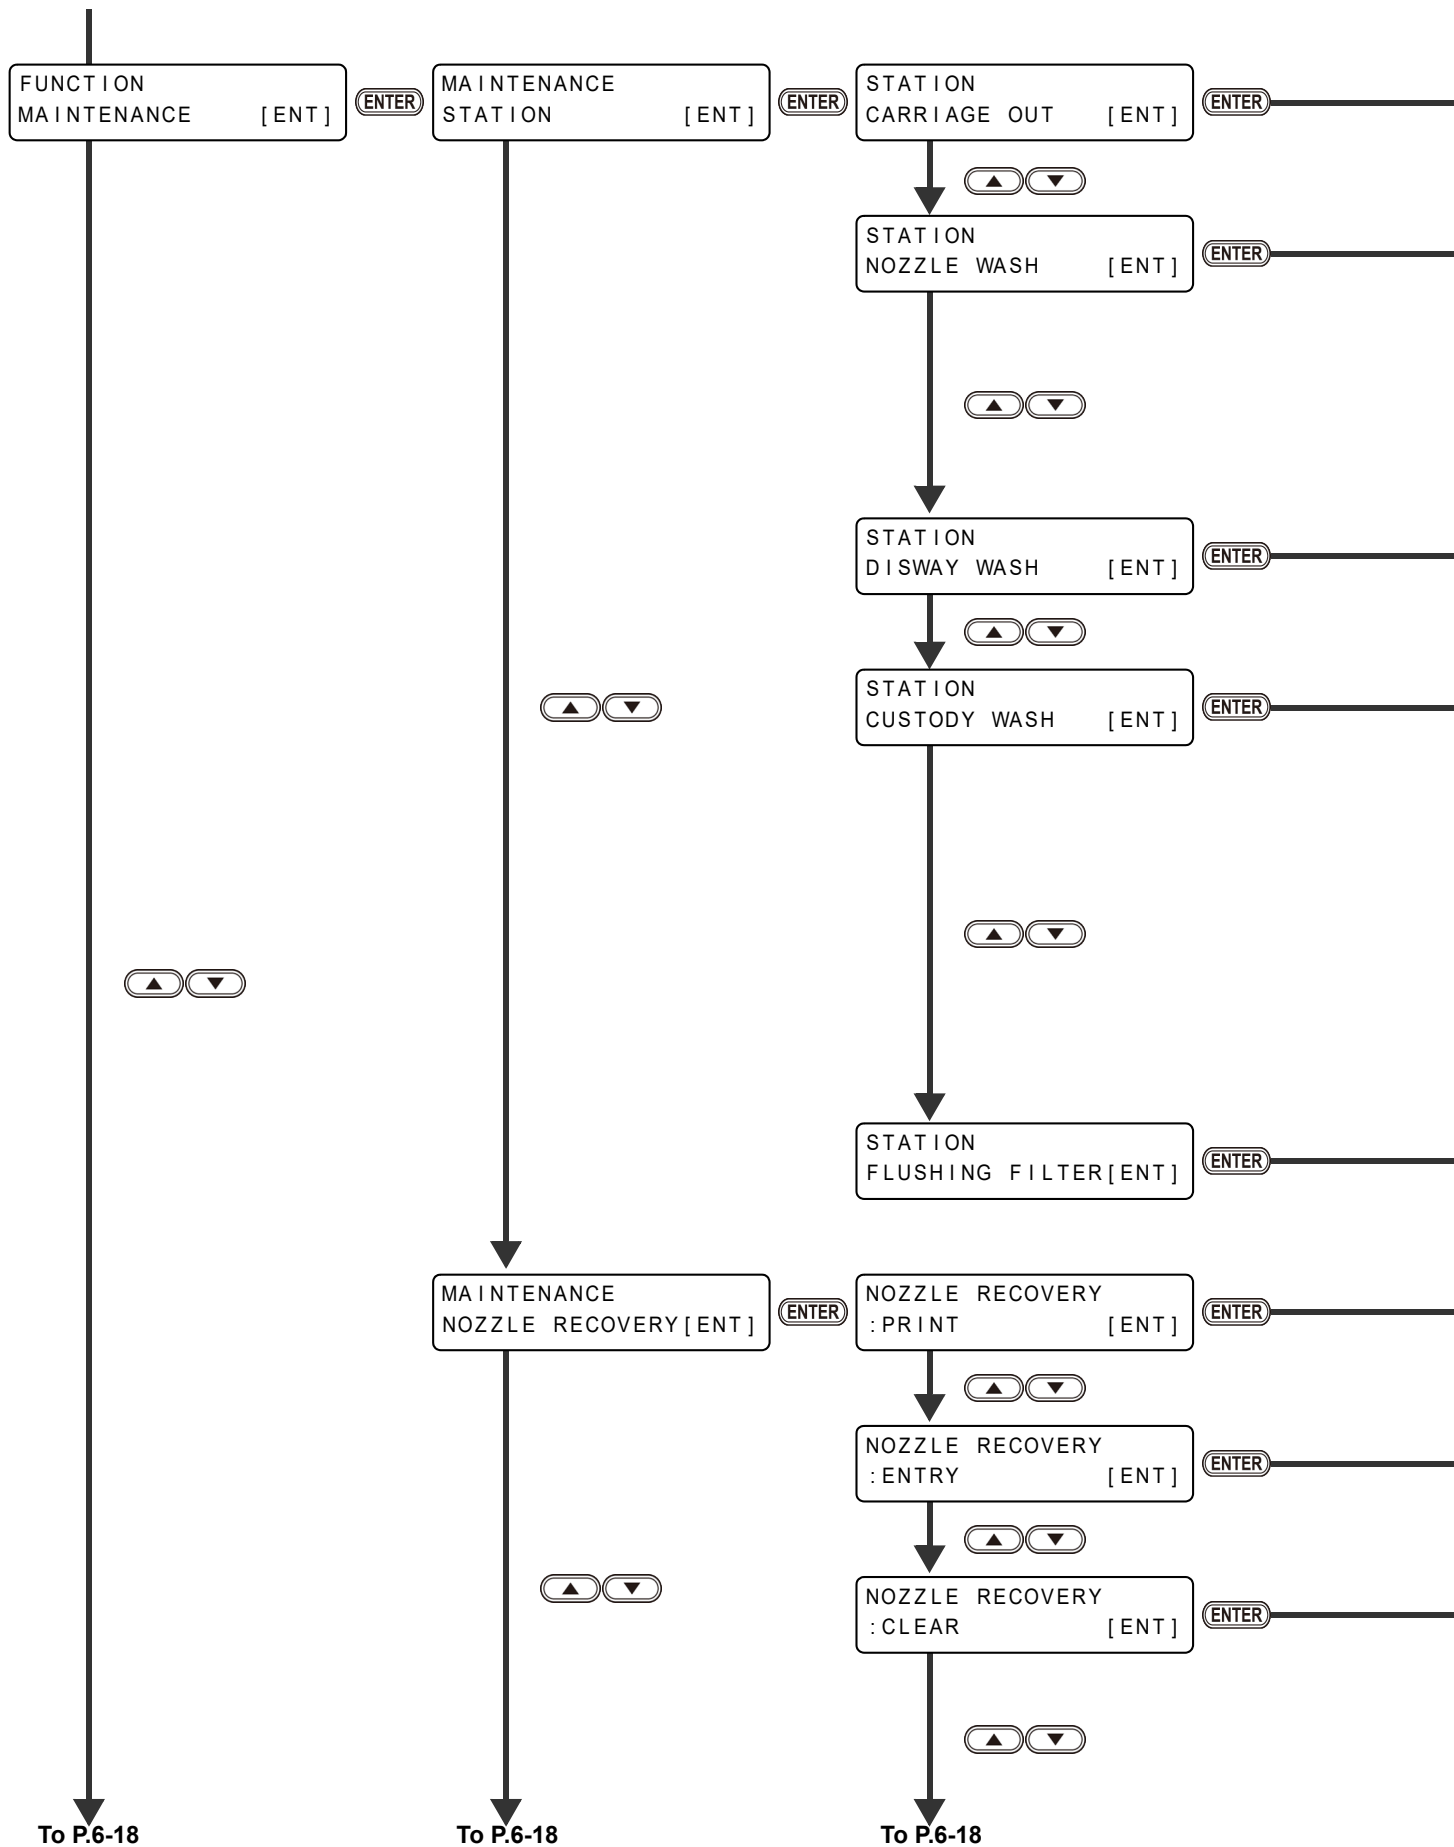 FUNCTION
MAINTENANCE [ENT]
ENTER
MAINTENANCE
STATION [ENT]
ENTER
STATION
CARRIAGE OUT [ENT]
ENTER
STATION
NOZZLE WASH [ENT]
ENTER
STATION
DISWAY WASH [ENT]
ENTER
STATION
CUSTODY WASH [ENT]
ENTER
STATION
FLUSHING FILTER[ENT]
ENTER
MAINTENANCE
NOZZLE RECOVERY[ENT]
ENTER
NOZZLE RECOVERY
:PRINT [ENT]
ENTER
NOZZLE RECOVERY
:ENTRY [ENT]
ENTER
NOZZLE RECOVERY
:CLEAR [ENT]
ENTER
To P.6-18
To P.6-18
To P.6-18